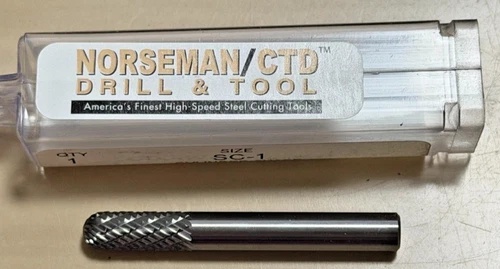 NORSEMAN/CTD™
DRILL & TOOL
America's Finest High-Speed Steel Cutting Tools
QTY
1
SIZE
SC-1